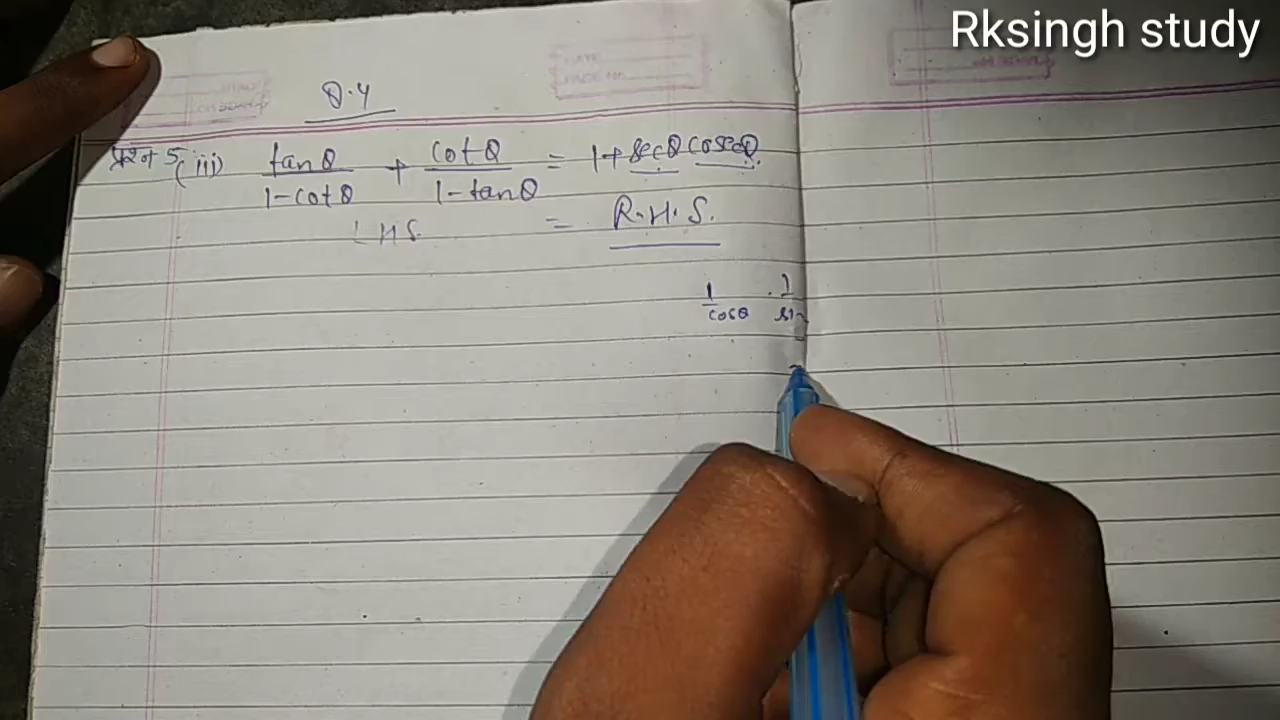 Rksingh study
8.4
प्रश्न 5 (iii) tanθ/1-cotθ + cotθ/1-tanθ = 1+secθ cosecθ
LHS = R.H.S.
1/cosθ . 1/sin